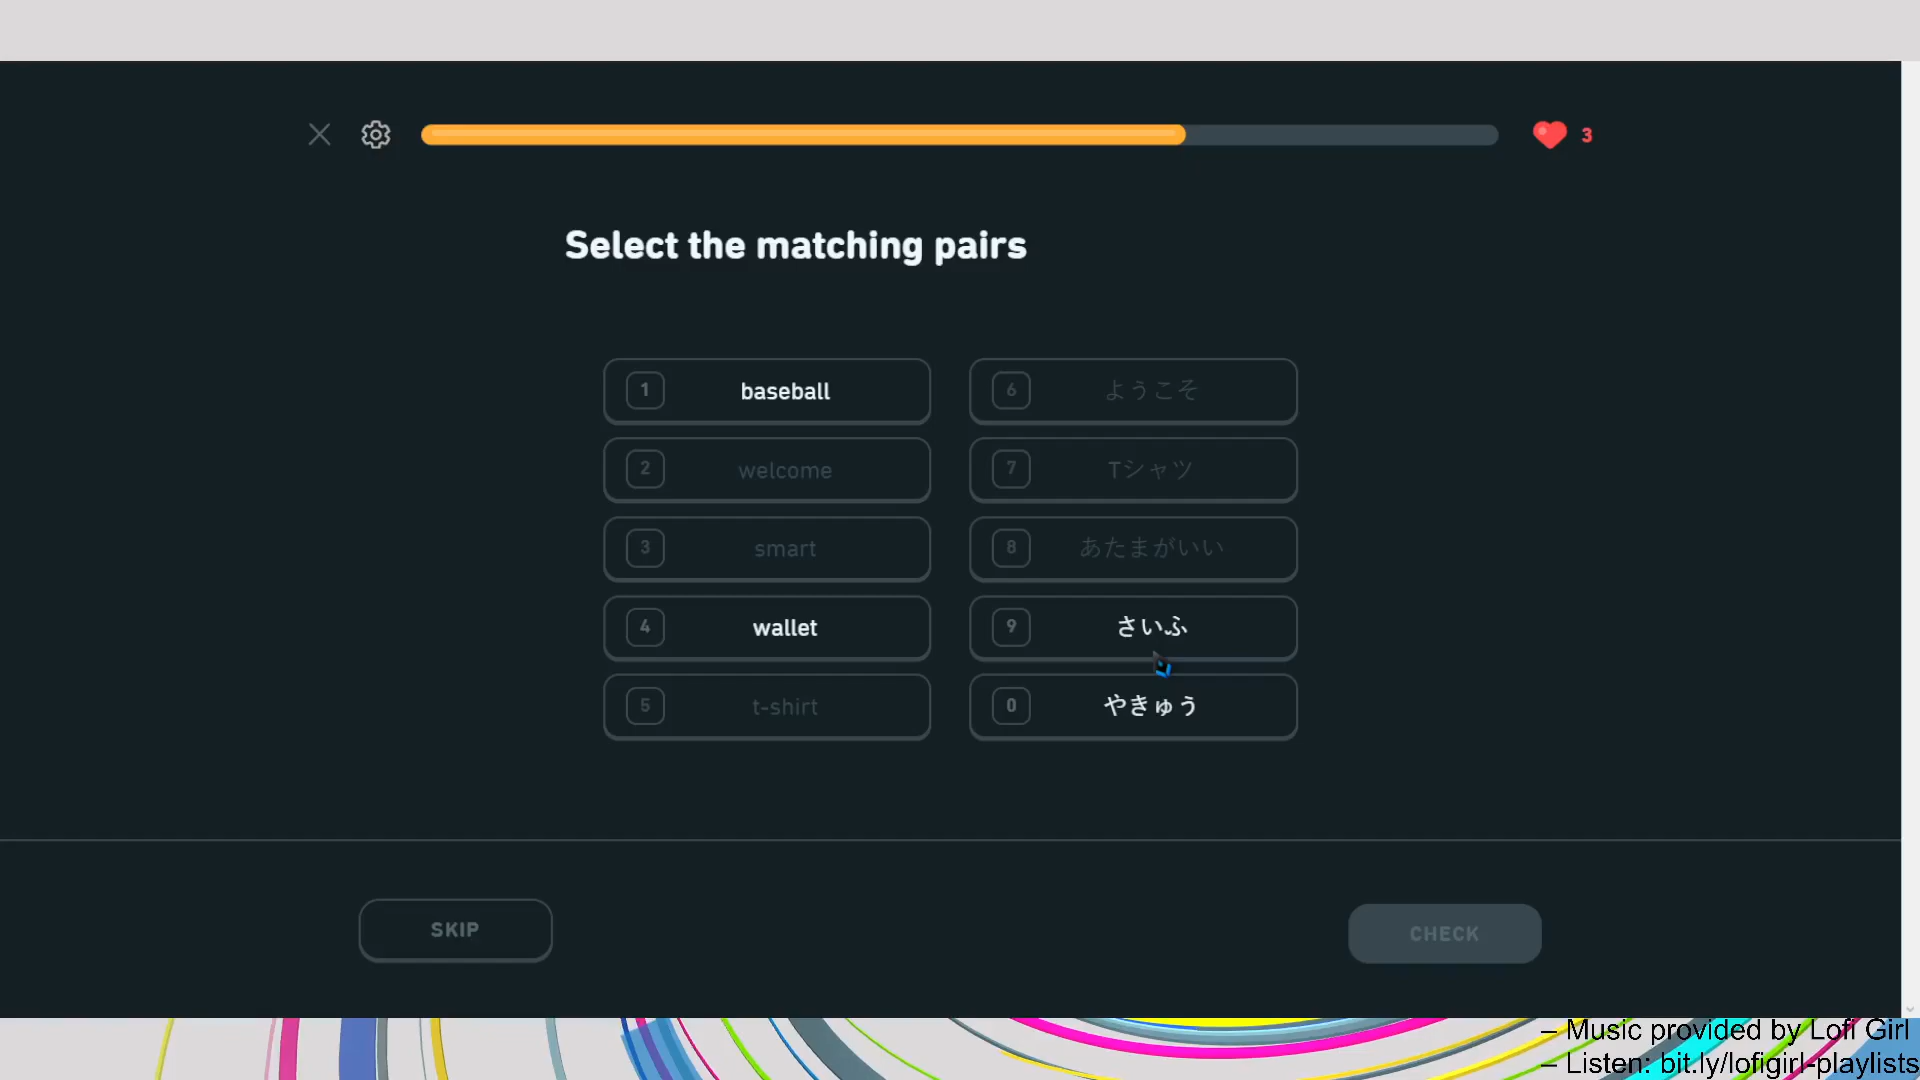 3
Select the matching pairs
1 baseball 6 ようこそ
2 welcome 7 Tシャツ
3 smart 8 あたまがいい
4 wallet 9 さいふ
5 t-shirt 0 やきゅう
SKIP CHECK
– Music provided by Lofi Girl
– Listen: bit.ly/lofigirl-playlists